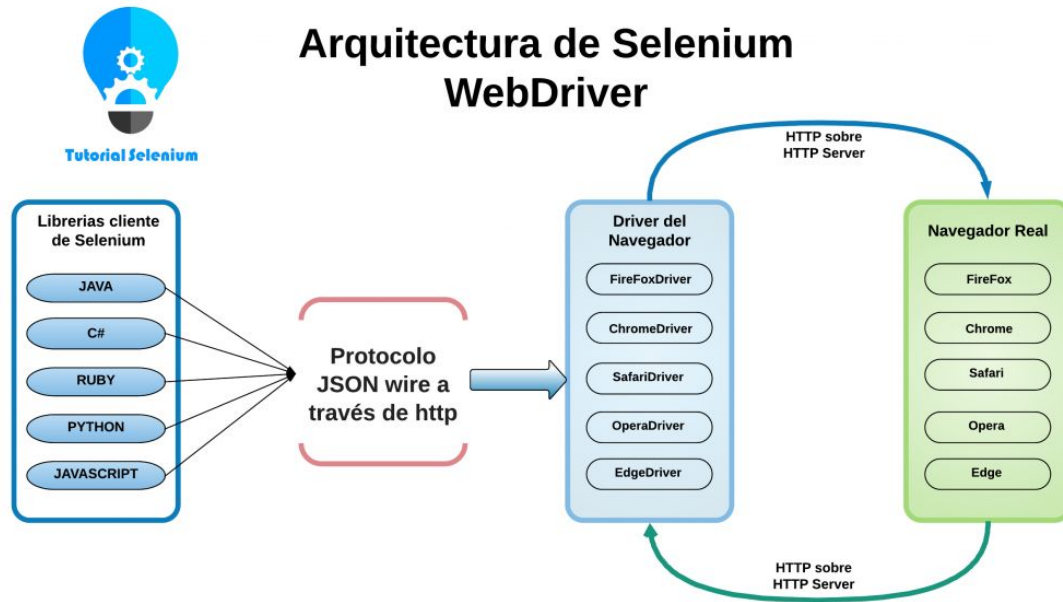 Arquitectura de Selenium
WebDriver
Tutorial Selenium
HTTP sobre
HTTP Server
Librerias cliente
de Selenium
JAVA
C#
RUBY
PYTHON
JAVASCRIPT
Protocolo
JSON wire a
través de http
Driver del
Navegador
FireFoxDriver
ChromeDriver
SafariDriver
OperaDriver
EdgeDriver
Navegador Real
FireFox
Chrome
Safari
Opera
Edge
HTTP sobre
HTTP Server